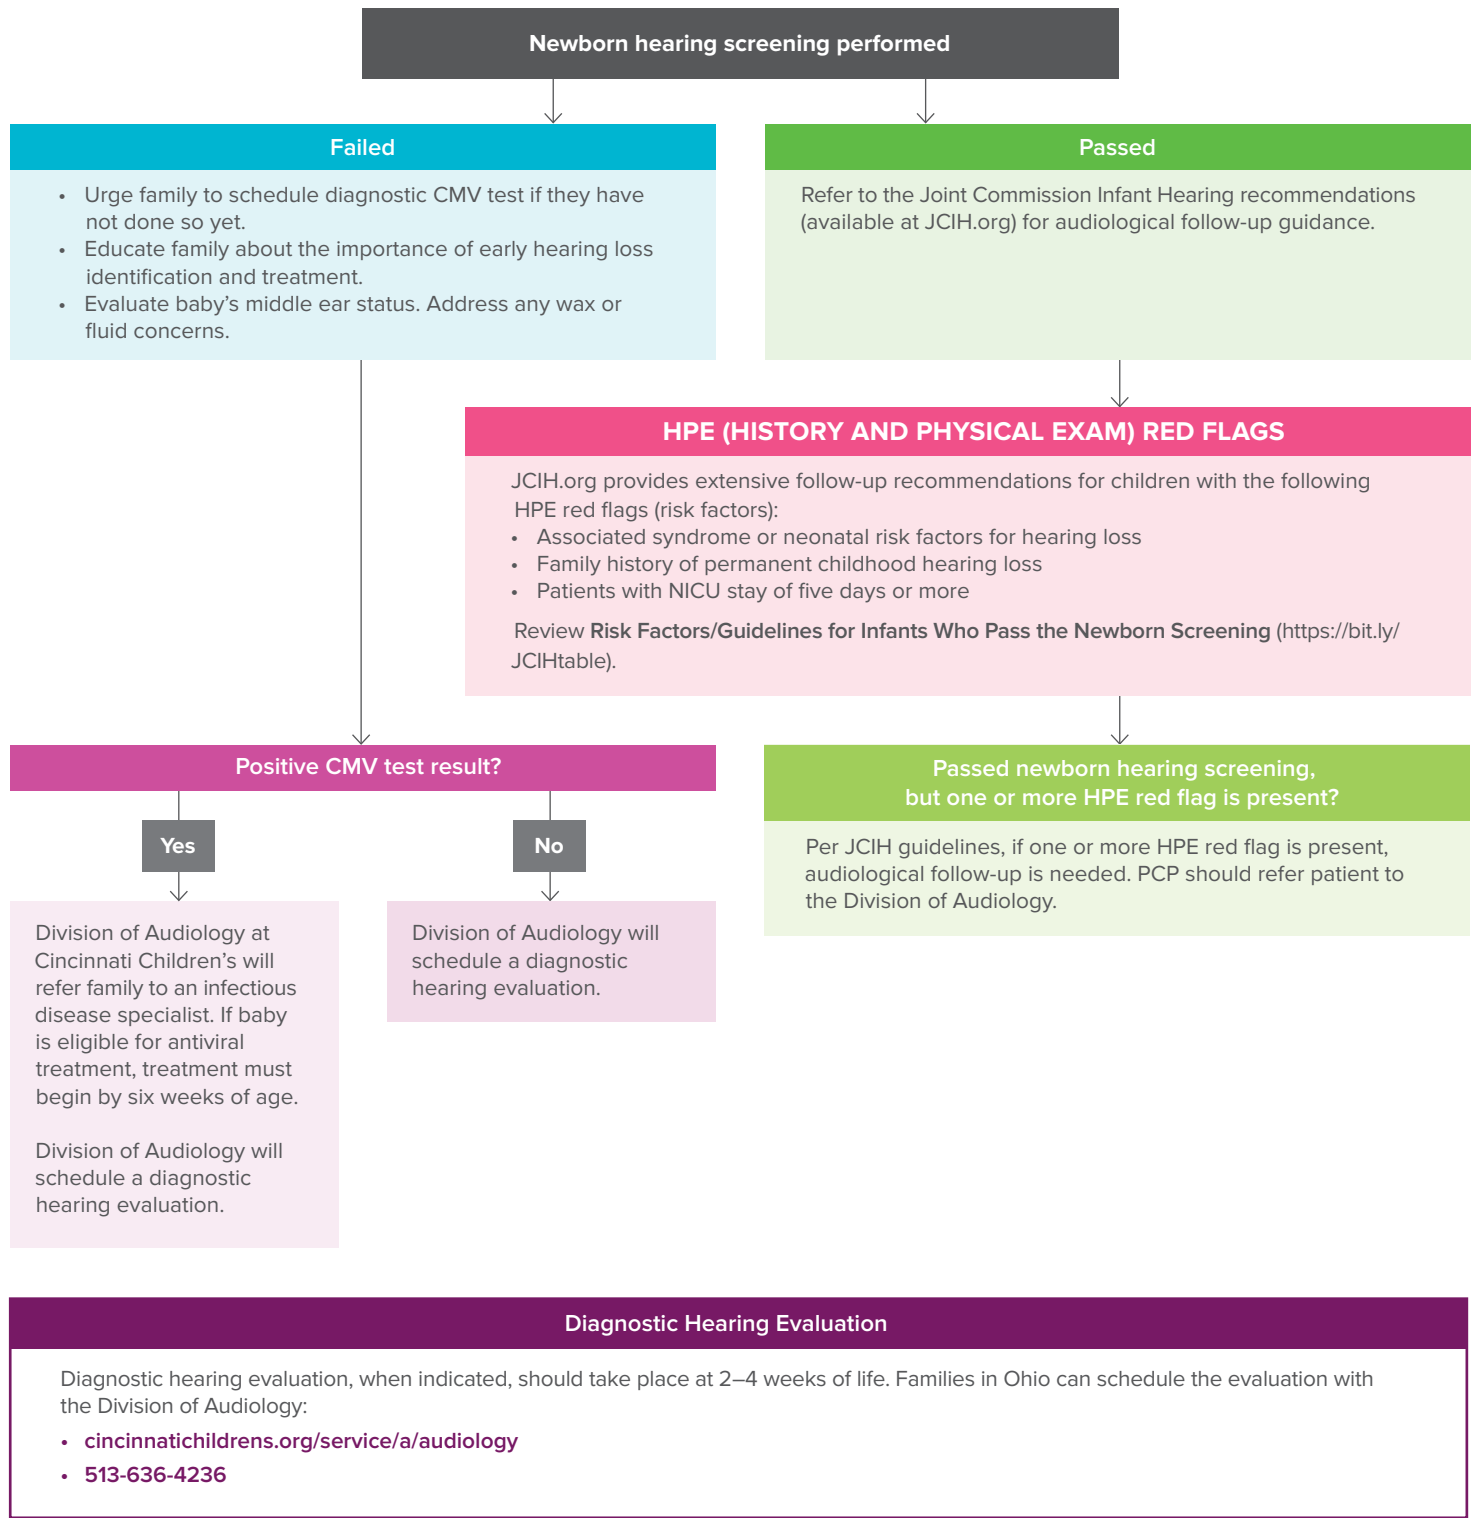 Newborn hearing screening performed
Failed
• Urge family to schedule diagnostic CMV test if they have
not done so yet.
• Educate family about the importance of early hearing loss
identification and treatment.
• Evaluate baby’s middle ear status. Address any wax or
fluid concerns.
Passed
Refer to the Joint Commission Infant Hearing recommendations
(available at JCIH.org) for audiological follow-up guidance.
HPE (HISTORY AND PHYSICAL EXAM) RED FLAGS
JCIH.org provides extensive follow-up recommendations for children with the following
HPE red flags (risk factors):
• Associated syndrome or neonatal risk factors for hearing loss
• Family history of permanent childhood hearing loss
• Patients with NICU stay of five days or more
Review Risk Factors/Guidelines for Infants Who Pass the Newborn Screening (https://bit.ly/
JCIHtable).
Positive CMV test result?
Yes
Division of Audiology at
Cincinnati Children’s will
refer family to an infectious
disease specialist. If baby
is eligible for antiviral
treatment, treatment must
begin by six weeks of age.
Division of Audiology will
schedule a diagnostic
hearing evaluation.
No
Division of Audiology will
schedule a diagnostic
hearing evaluation.
Passed newborn hearing screening,
but one or more HPE red flag is present?
Per JCIH guidelines, if one or more HPE red flag is present,
audiological follow-up is needed. PCP should refer patient to
the Division of Audiology.
Diagnostic Hearing Evaluation
Diagnostic hearing evaluation, when indicated, should take place at 2–4 weeks of life. Families in Ohio can schedule the evaluation with
the Division of Audiology:
• cincinnatichildrens.org/service/a/audiology
• 513-636-4236